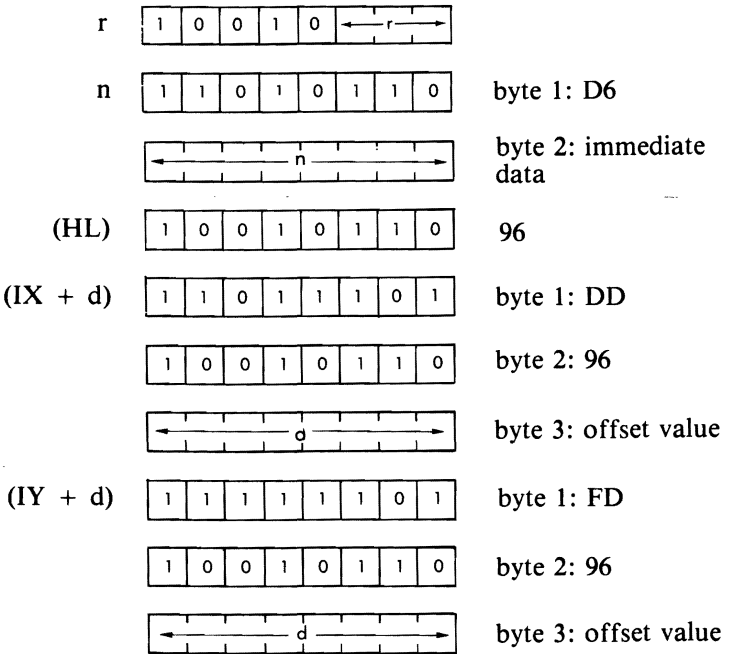 r 1 0 0 1 0 r
n 1 1 0 1 0 1 1 0 byte 1: D6
n byte 2: immediate
data
(HL) 1 0 0 1 0 1 1 0 96
(IX + d) 1 1 0 1 1 1 0 1 byte 1: DD
1 0 0 1 0 1 1 0 byte 2: 96
d byte 3: offset value
(IY + d) 1 1 1 1 1 1 0 1 byte 1: FD
1 0 0 1 0 1 1 0 byte 2: 96
d byte 3: offset value